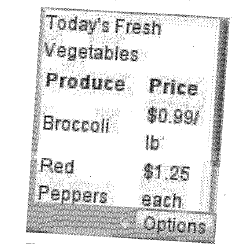 Today's Fresh
Vegetables
Produce Price
Broccoli $0.99/
lb
Red $1.25
Peppers each
Options